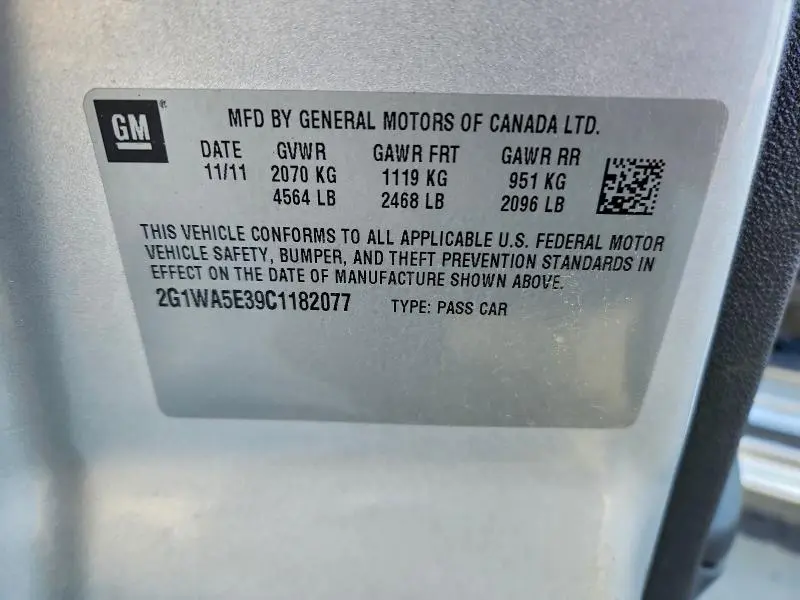 GM
MFD BY GENERAL MOTORS OF CANADA LTD.
DATE GVWR GAWR FRT GAWR RR
11/11 2070 KG 1119 KG 951 KG
4564 LB 2468 LB 2096 LB
THIS VEHICLE CONFORMS TO ALL APPLICABLE U.S. FEDERAL MOTOR
VEHICLE SAFETY, BUMPER, AND THEFT PREVENTION STANDARDS IN
EFFECT ON THE DATE OF MANUFACTURE SHOWN ABOVE.
2G1WA5E39C1182077 TYPE: PASS CAR